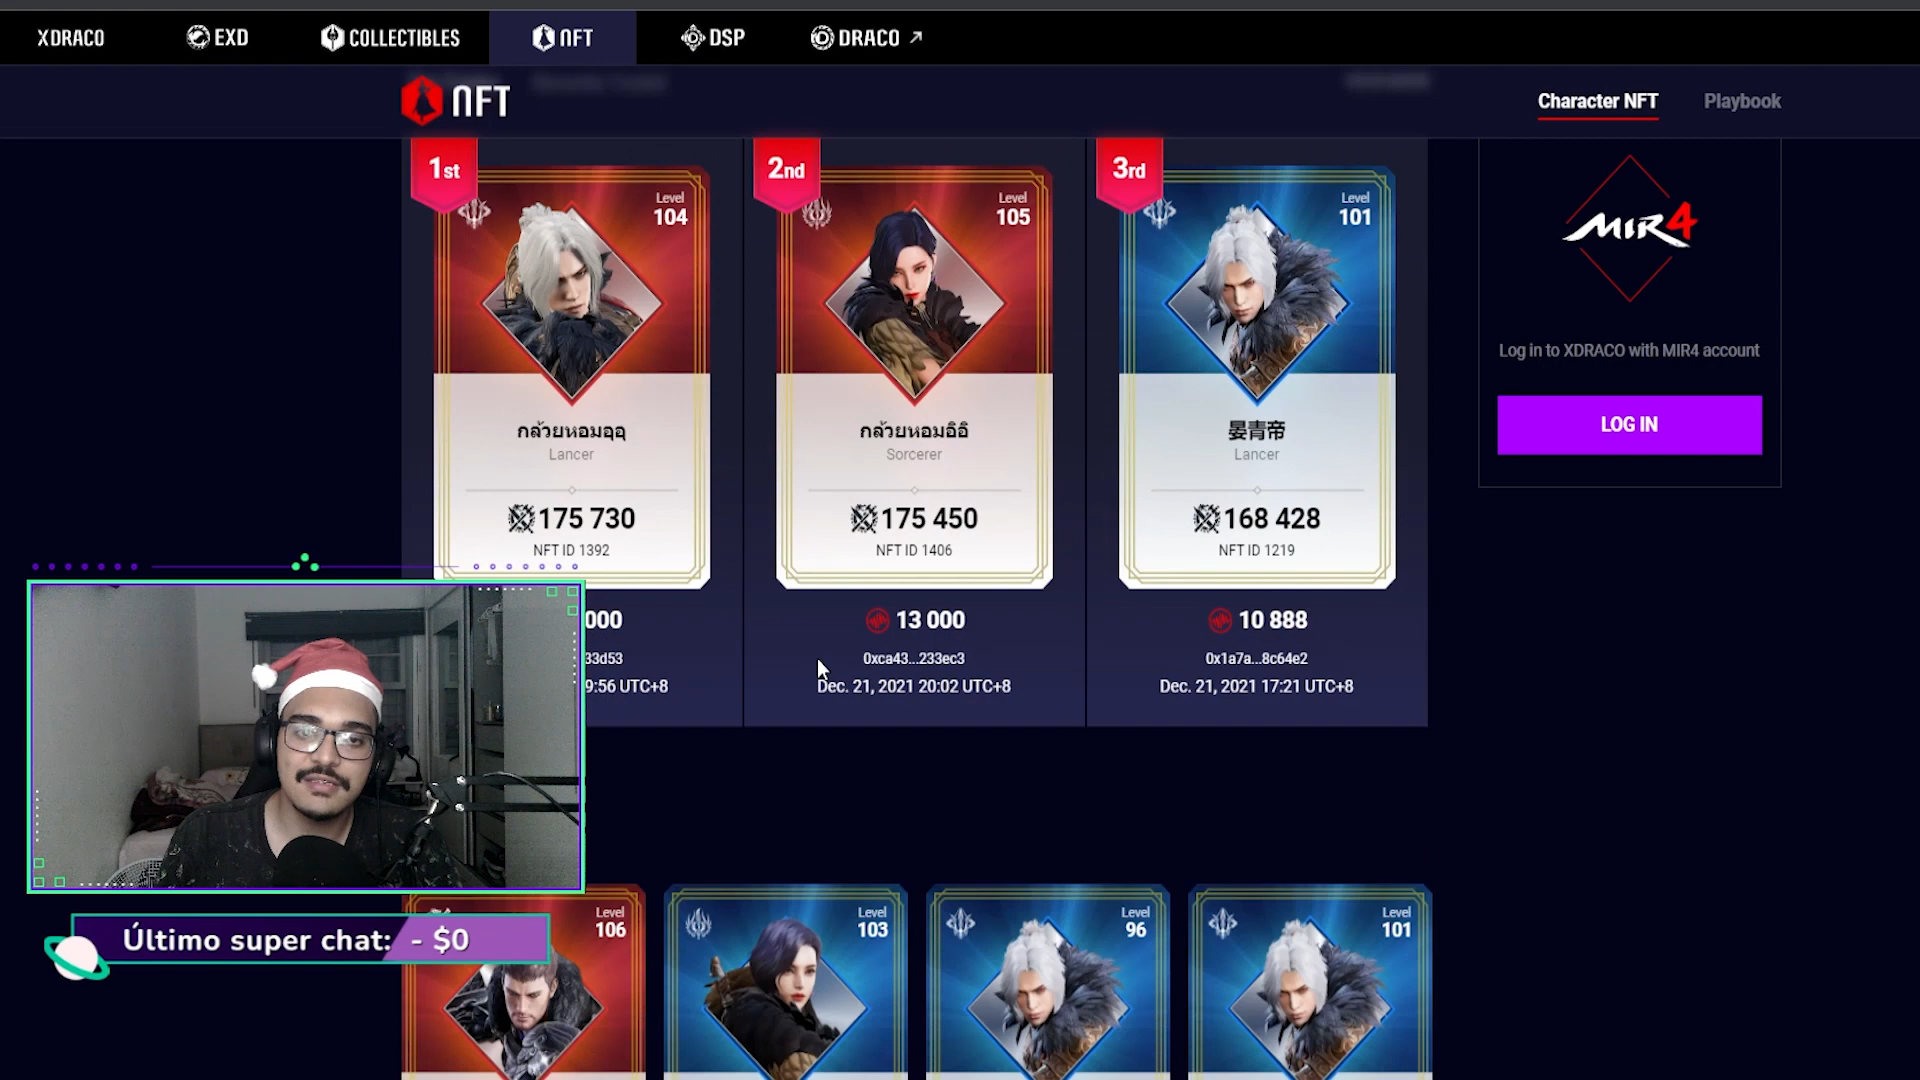 XDRACO
EXD
COLLECTIBLES
NFT
DSP
DRACO
NFT
Character NFT
Playbook
1st
Level
104
กล้วยหอมฤฤ
Lancer
175 730
NFT ID 1392
000
33d53
9:56 UTC+8
2nd
Level
105
กล้วยหอมอิอิ
Sorcerer
175 450
NFT ID 1406
13 000
0xca43...233ec3
Dec. 21, 2021 20:02 UTC+8
3rd
Level
101
晏青帝
Lancer
168 428
NFT ID 1219
10 888
0x1a7a...8c64e2
Dec. 21, 2021 17:21 UTC+8
MIR4
Log in to XDRACO with MIR4 account
LOG IN
Último super chat: - $0
Level
106
Level
103
Level
96
Level
101